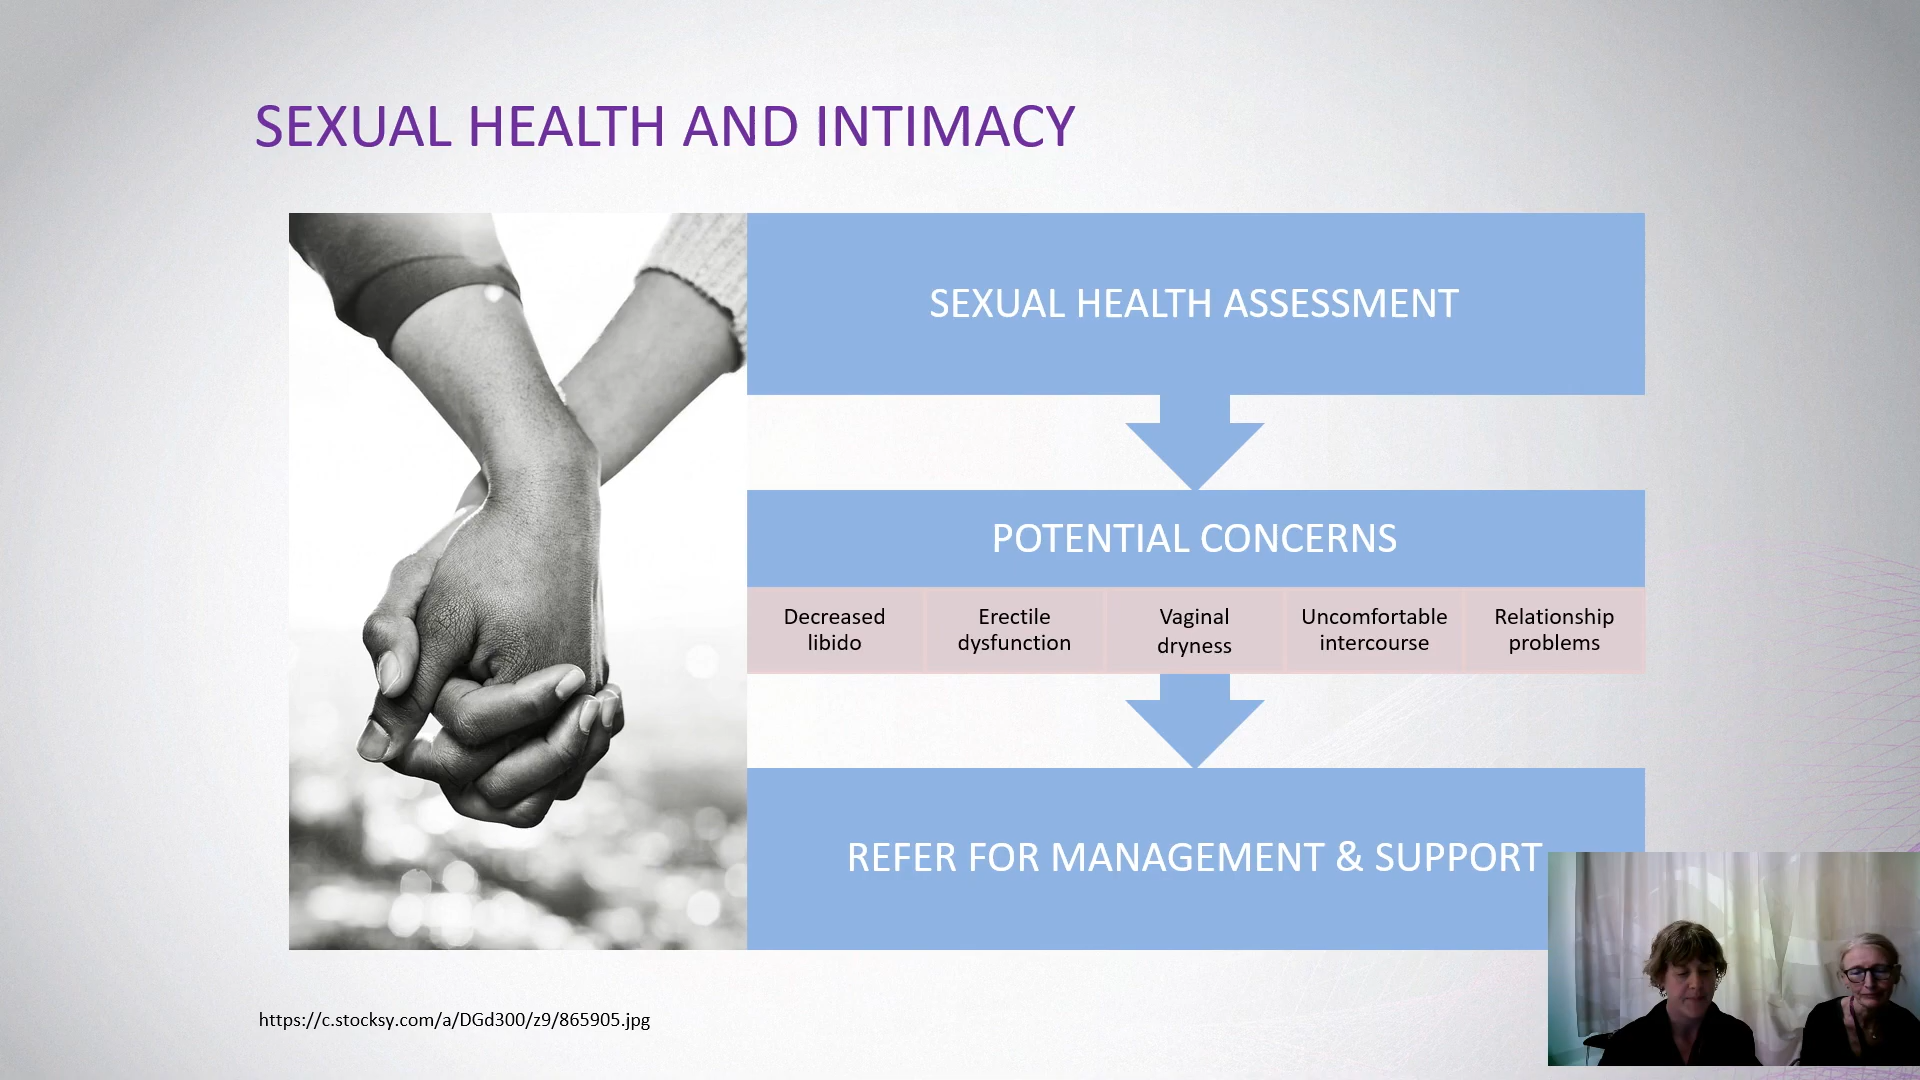 SEXUAL HEALTH AND INTIMACY
SEXUAL HEALTH ASSESSMENT
POTENTIAL CONCERNS
Decreased
libido
Erectile
dysfunction
Vaginal
dryness
Uncomfortable
intercourse
Relationship
problems
REFER FOR MANAGEMENT & SUPPORT
https://c.stocksy.com/a/DGd300/z9/865905.jpg